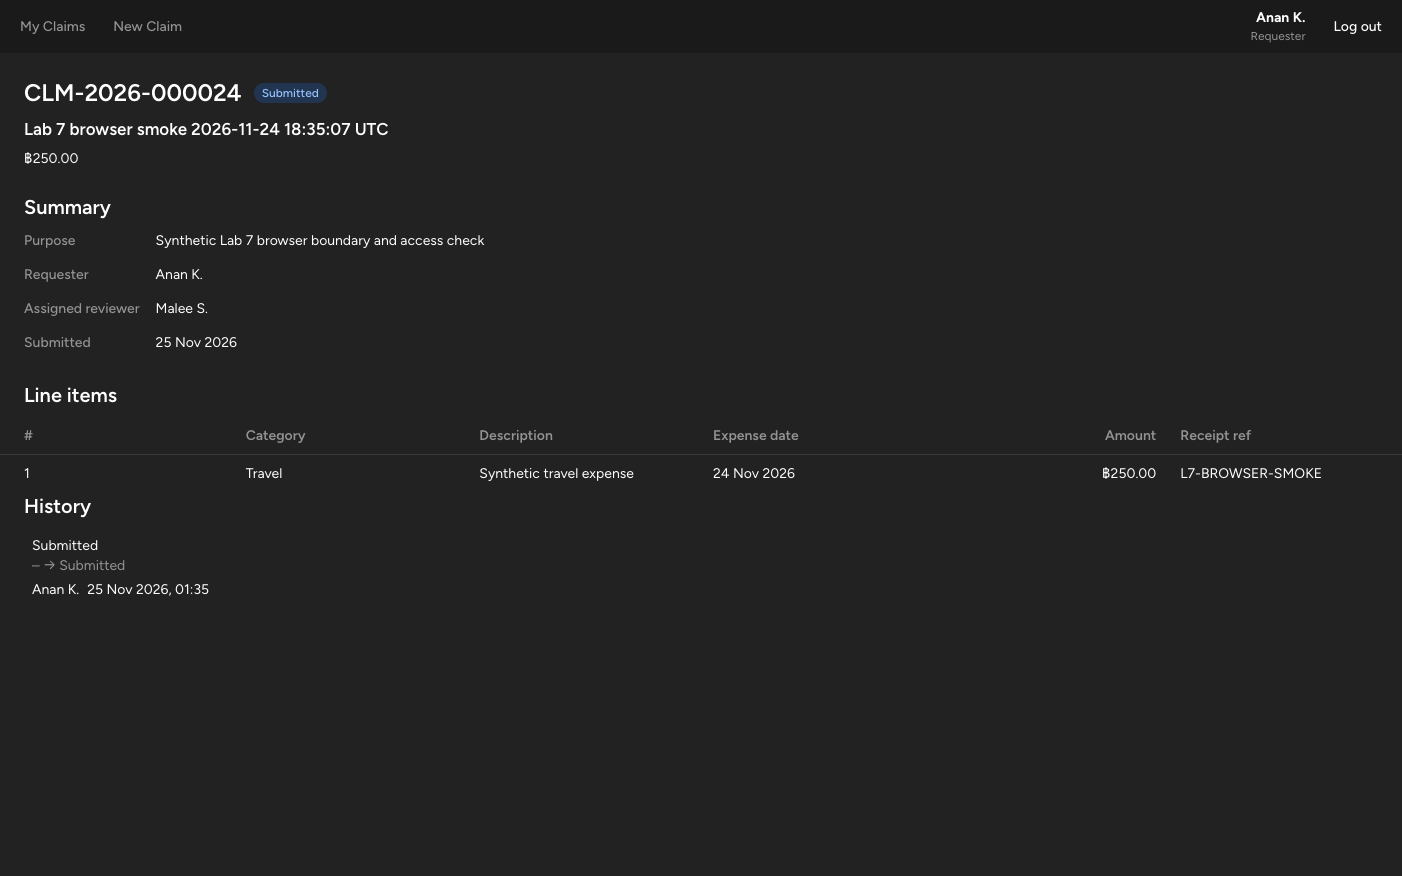 My Claims New Claim Anan K. Log out
Requester
CLM-2026-000024 Submitted
Lab 7 browser smoke 2026-11-24 18:35:07 UTC
฿250.00
Summary
Purpose Synthetic Lab 7 browser boundary and access check
Requester Anan K.
Assigned reviewer Malee S.
Submitted 25 Nov 2026
Line items
# Category Description Expense date Amount Receipt ref
1 Travel Synthetic travel expense 24 Nov 2026 ฿250.00 L7-BROWSER-SMOKE
History
Submitted
– → Submitted
Anan K. 25 Nov 2026, 01:35